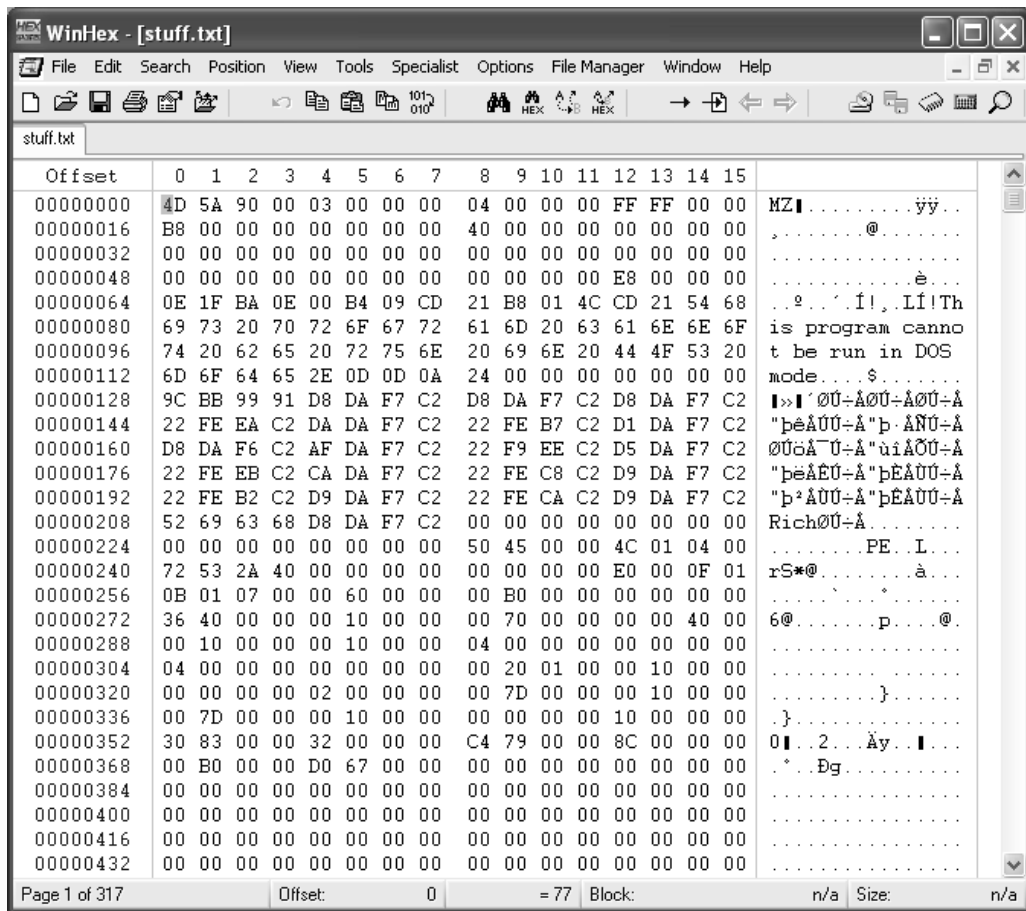 WinHex - [stuff.txt]
File Edit Search Position View Tools Specialist Options File Manager Window Help
stuff.txt
Offset 0 1 2 3 4 5 6 7 8 9 10 11 12 13 14 15
00000000 4D 5A 90 00 03 00 00 00 04 00 00 00 FF FF 00 00 MZ▮.........ÿÿ..
00000016 B8 00 00 00 00 00 00 00 40 00 00 00 00 00 00 00 ¸.......@.......
00000032 00 00 00 00 00 00 00 00 00 00 00 00 00 00 00 00 ................
00000048 00 00 00 00 00 00 00 00 00 00 00 00 E8 00 00 00 ............è...
00000064 0E 1F BA 0E 00 B4 09 CD 21 B8 01 4C CD 21 54 68 ..º..´.Í!¸.LÍ!Th
00000080 69 73 20 70 72 6F 67 72 61 6D 20 63 61 6E 6E 6F is program canno
00000096 74 20 62 65 20 72 75 6E 20 69 6E 20 44 4F 53 20 t be run in DOS
00000112 6D 6F 64 65 2E 0D 0D 0A 24 00 00 00 00 00 00 00 mode....$.......
00000128 9C BB 99 91 D8 DA F7 C2 D8 DA F7 C2 D8 DA F7 C2 ▮»▮´ØÚ÷ÂØÚ÷ÂØÚ÷Â
00000144 22 FE EA C2 DA DA F7 C2 22 FE B7 C2 D1 DA F7 C2 "þêÂÚÚ÷Â"þ·ÂÑÚ÷Â
00000160 D8 DA F6 C2 AF DA F7 C2 22 F9 EE C2 D5 DA F7 C2 ØÚöÂ¯Ú÷Â"ùîÂÕÚ÷Â
00000176 22 FE EB C2 CA DA F7 C2 22 FE C8 C2 D9 DA F7 C2 "þëÂÊÚ÷Â"þÈÂÙÚ÷Â
00000192 22 FE B2 C2 D9 DA F7 C2 22 FE CA C2 D9 DA F7 C2 "þ²ÂÙÚ÷Â"þÊÂÙÚ÷Â
00000208 52 69 63 68 D8 DA F7 C2 00 00 00 00 00 00 00 00 RichØÚ÷Â........
00000224 00 00 00 00 00 00 00 00 50 45 00 00 4C 01 04 00 ........PE..L...
00000240 72 53 2A 40 00 00 00 00 00 00 00 00 E0 00 0F 01 rS*@........à...
00000256 0B 01 07 00 00 60 00 00 00 B0 00 00 00 00 00 00 .....`...°......
00000272 36 40 00 00 00 10 00 00 00 70 00 00 00 00 40 00 6@.......p....@.
00000288 00 10 00 00 00 10 00 00 04 00 00 00 00 00 00 00 ................
00000304 04 00 00 00 00 00 00 00 00 20 01 00 00 10 00 00 ......... ......
00000320 00 00 00 00 02 00 00 00 00 7D 00 00 00 10 00 00 .........}......
00000336 00 7D 00 00 00 10 00 00 00 00 00 00 10 00 00 00 .}..............
00000352 30 83 00 00 32 00 00 00 C4 79 00 00 8C 00 00 00 0▮..2...Äy..▮...
00000368 00 B0 00 00 D0 67 00 00 00 00 00 00 00 00 00 00 .°..Ðg..........
00000384 00 00 00 00 00 00 00 00 00 00 00 00 00 00 00 00 ................
00000400 00 00 00 00 00 00 00 00 00 00 00 00 00 00 00 00 ................
00000416 00 00 00 00 00 00 00 00 00 00 00 00 00 00 00 00 ................
00000432 00 00 00 00 00 00 00 00 00 00 00 00 00 00 00 00 ................
Page 1 of 317 Offset: 0 = 77 Block: n/a Size: n/a